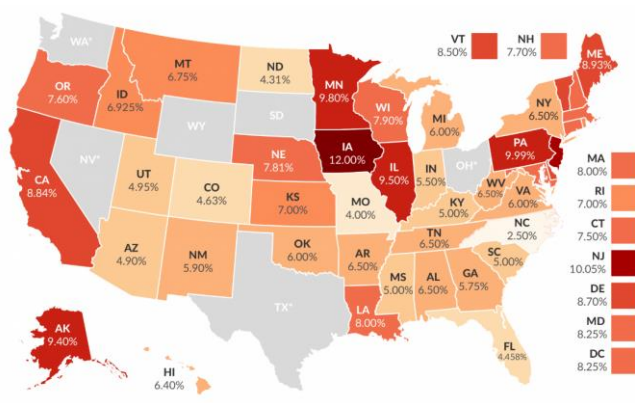 WA*
MT
6.75%
ND
4.31%
MN
9.80%
VT
8.50%
NH
7.70%
ME
8.93%
OR
7.60%
ID
6.925%
WY
SD
WI
7.90%
MI
6.00%
NY
6.50%
PA
9.99%
NV*
UT
4.95%
CO
4.63%
NE
7.81%
IA
12.00%
IL
9.50%
IN
5.50%
OH*
WV
6.50%
VA
6.00%
CA
8.84%
KS
7.00%
MO
4.00%
KY
5.00%
NC
2.50%
AZ
4.90%
NM
5.90%
OK
6.00%
AR
6.50%
TN
6.50%
SC
5.00%
TX*
LA
8.00%
MS
5.00%
AL
6.50%
GA
5.75%
FL
4.458%
AK
9.40%
HI
6.40%
MA
8.00%
RI
7.00%
CT
7.50%
NJ
10.05%
DE
8.70%
MD
8.25%
DC
8.25%